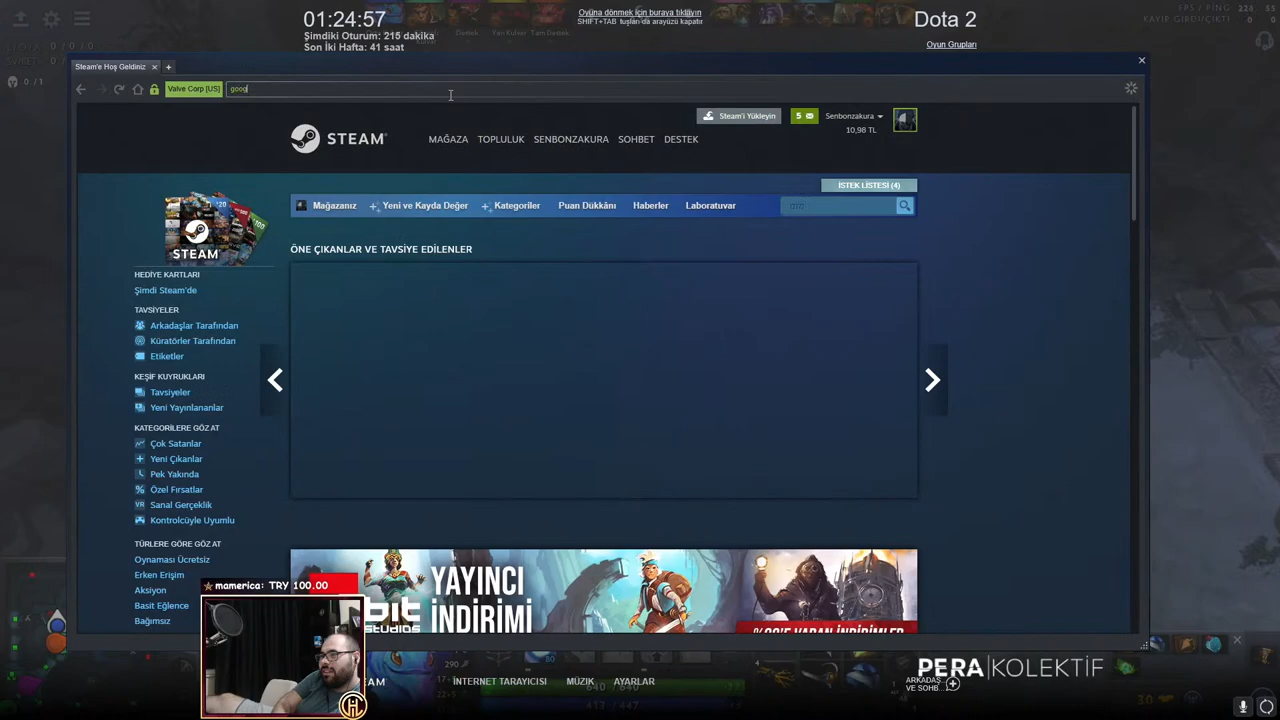 01:24:57
Şimdiki Oturum: 215 dakika
Son İki Hafta: 41 saat
Oyuna dönmek için buraya tıklayın
SHIFT+TAB tuşları da arayüzü kapatır
Dota 2
Oyun Grupları
Steam'e Hoş Geldiniz
Valve Corp [US]
goog
Steam'i Yükleyin
5
Senbonzakura
10,98 TL
STEAM
MAĞAZA TOPLULUK SENBONZAKURA SOHBET DESTEK
İSTEK LİSTESİ (4)
Mağazanız Yeni ve Kayda Değer Kategoriler Puan Dükkânı Haberler Laboratuvar
STEAM
ÖNE ÇIKANLAR VE TAVSİYE EDİLENLER
HEDİYE KARTLARI
Şimdi Steam'de
TAVSİYELER
Arkadaşlar Tarafından
Küratörler Tarafından
Etiketler
KEŞİF KUYRUKLARI
Tavsiyeler
Yeni Yayınlananlar
KATEGORİLERE GÖZ AT
Çok Satanlar
Yeni Çıkanlar
Pek Yakında
Özel Fırsatlar
VR Sanal Gerçeklik
Kontrolcüyle Uyumlu
TÜRLERE GÖRE GÖZ AT
Oynaması Ücretsiz
Erken Erişim
Aksiyon
Basit Eğlence
Bağımsız
YAYINCI
İNDİRİMİ
bit
STUDIOS
mamerica: TRY 100.00
İNTERNET TARAYICISI MÜZİK AYARLAR
PERA|KOLEKTİF
ARKADAŞ
VE SOHB...